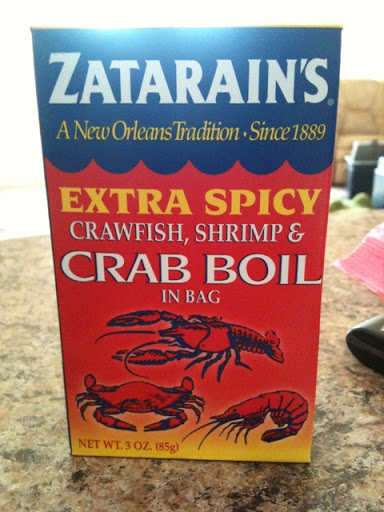 ZATARAIN'S®
A New Orleans Tradition • Since 1889
EXTRA SPICY
CRAWFISH, SHRIMP &
CRAB BOIL
IN BAG
NET WT. 3 OZ. (85g)